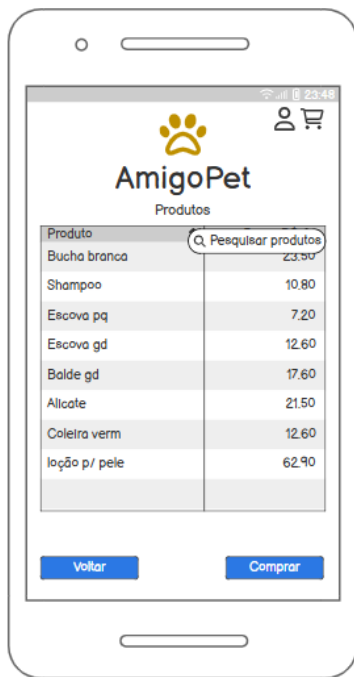 23:48
AmigoPet
Produtos
Produto
Pesquisar produtos
Bucha branca 23.50
Shampoo 10.80
Escova pq 7.20
Escova gd 12.60
Balde gd 17.60
Alicate 21.50
Coleira verm 12.60
loção p/ pele 62.90
Voltar Comprar